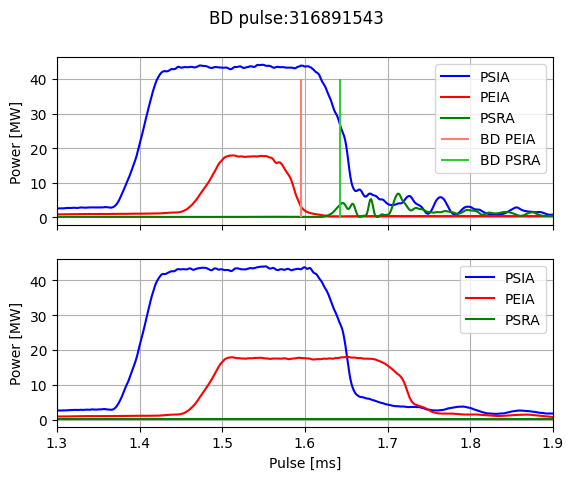 BD pulse:316891543
Power [MW]
40
30
20
10
0
PSIA
PEIA
PSRA
BD PEIA
BD PSRA
Power [MW]
40
30
20
10
0
PSIA
PEIA
PSRA
1.3 1.4 1.5 1.6 1.7 1.8 1.9
Pulse [ms]